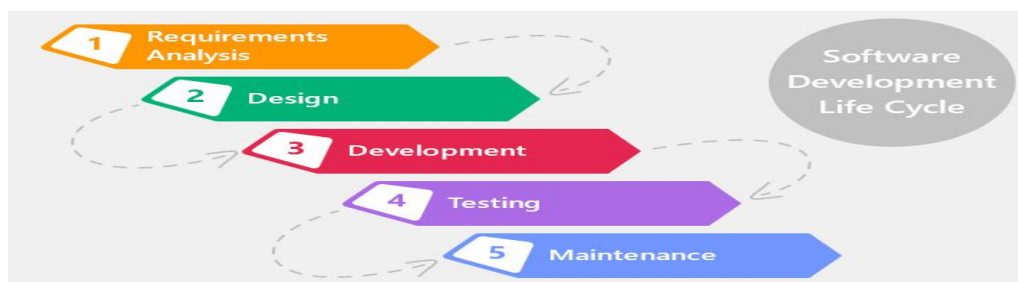 1 Requirements
Analysis
2 Design
3 Development
4 Testing
5 Maintenance
Software
Development
Life Cycle